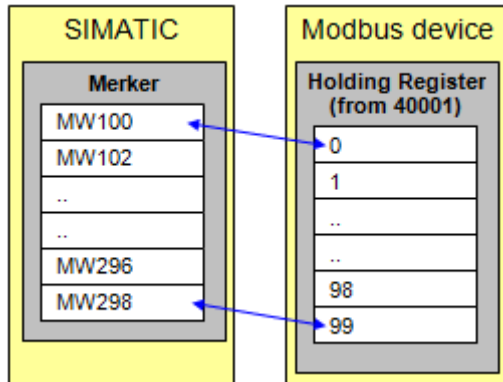 SIMATIC
Merker
MW100
MW102
..
..
MW296
MW298
Modbus device
Holding Register
(from 40001)
0
1
..
..
98
99